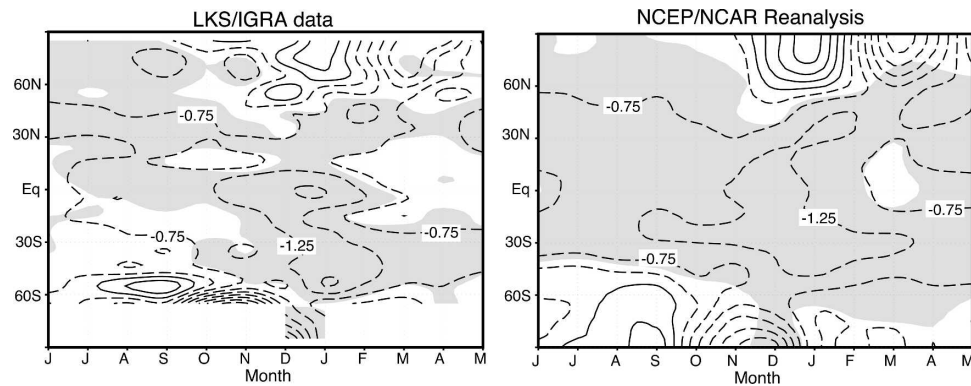 LKS/IGRA data
60N
30N
Eq
30S
60S
-0.75
-0.75
-1.25
-0.75
J J A S O N D J F M A M
Month
NCEP/NCAR Reanalysis
60N
30N
Eq
30S
60S
-0.75
-1.25
-0.75
-0.75
J J A S O N D J F M A M
Month